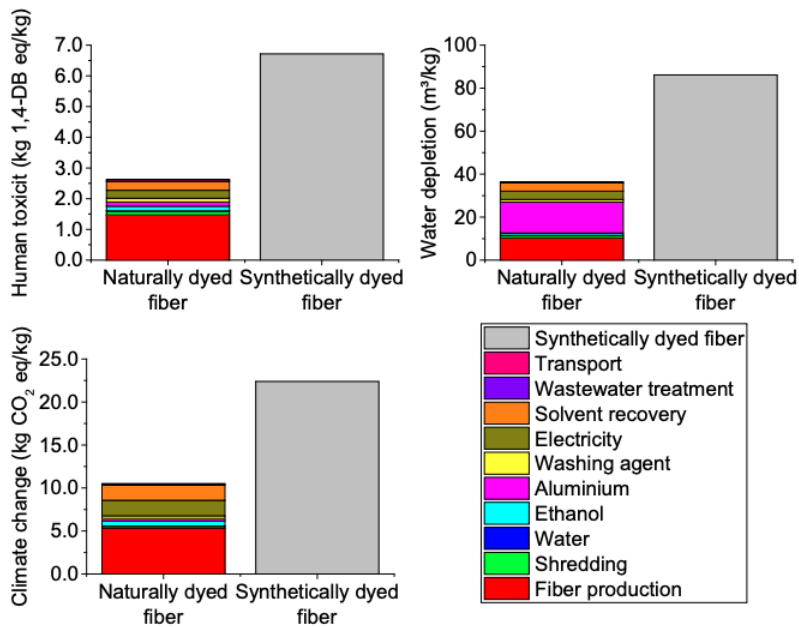 Human toxicit (kg 1,4-DB eq/kg)
7.0
6.0
5.0
4.0
3.0
2.0
1.0
0.0
Naturally dyed
fiber
Synthetically dyed
fiber
Water depletion (m³/kg)
100
80
60
40
20
0
Naturally dyed
fiber
Synthetically dyed
fiber
Climate change (kg CO₂ eq/kg)
25.0
20.0
15.0
10.0
5.0
0.0
Naturally dyed
fiber
Synthetically dyed
fiber
Synthetically dyed fiber
Transport
Wastewater treatment
Solvent recovery
Electricity
Washing agent
Aluminium
Ethanol
Water
Shredding
Fiber production